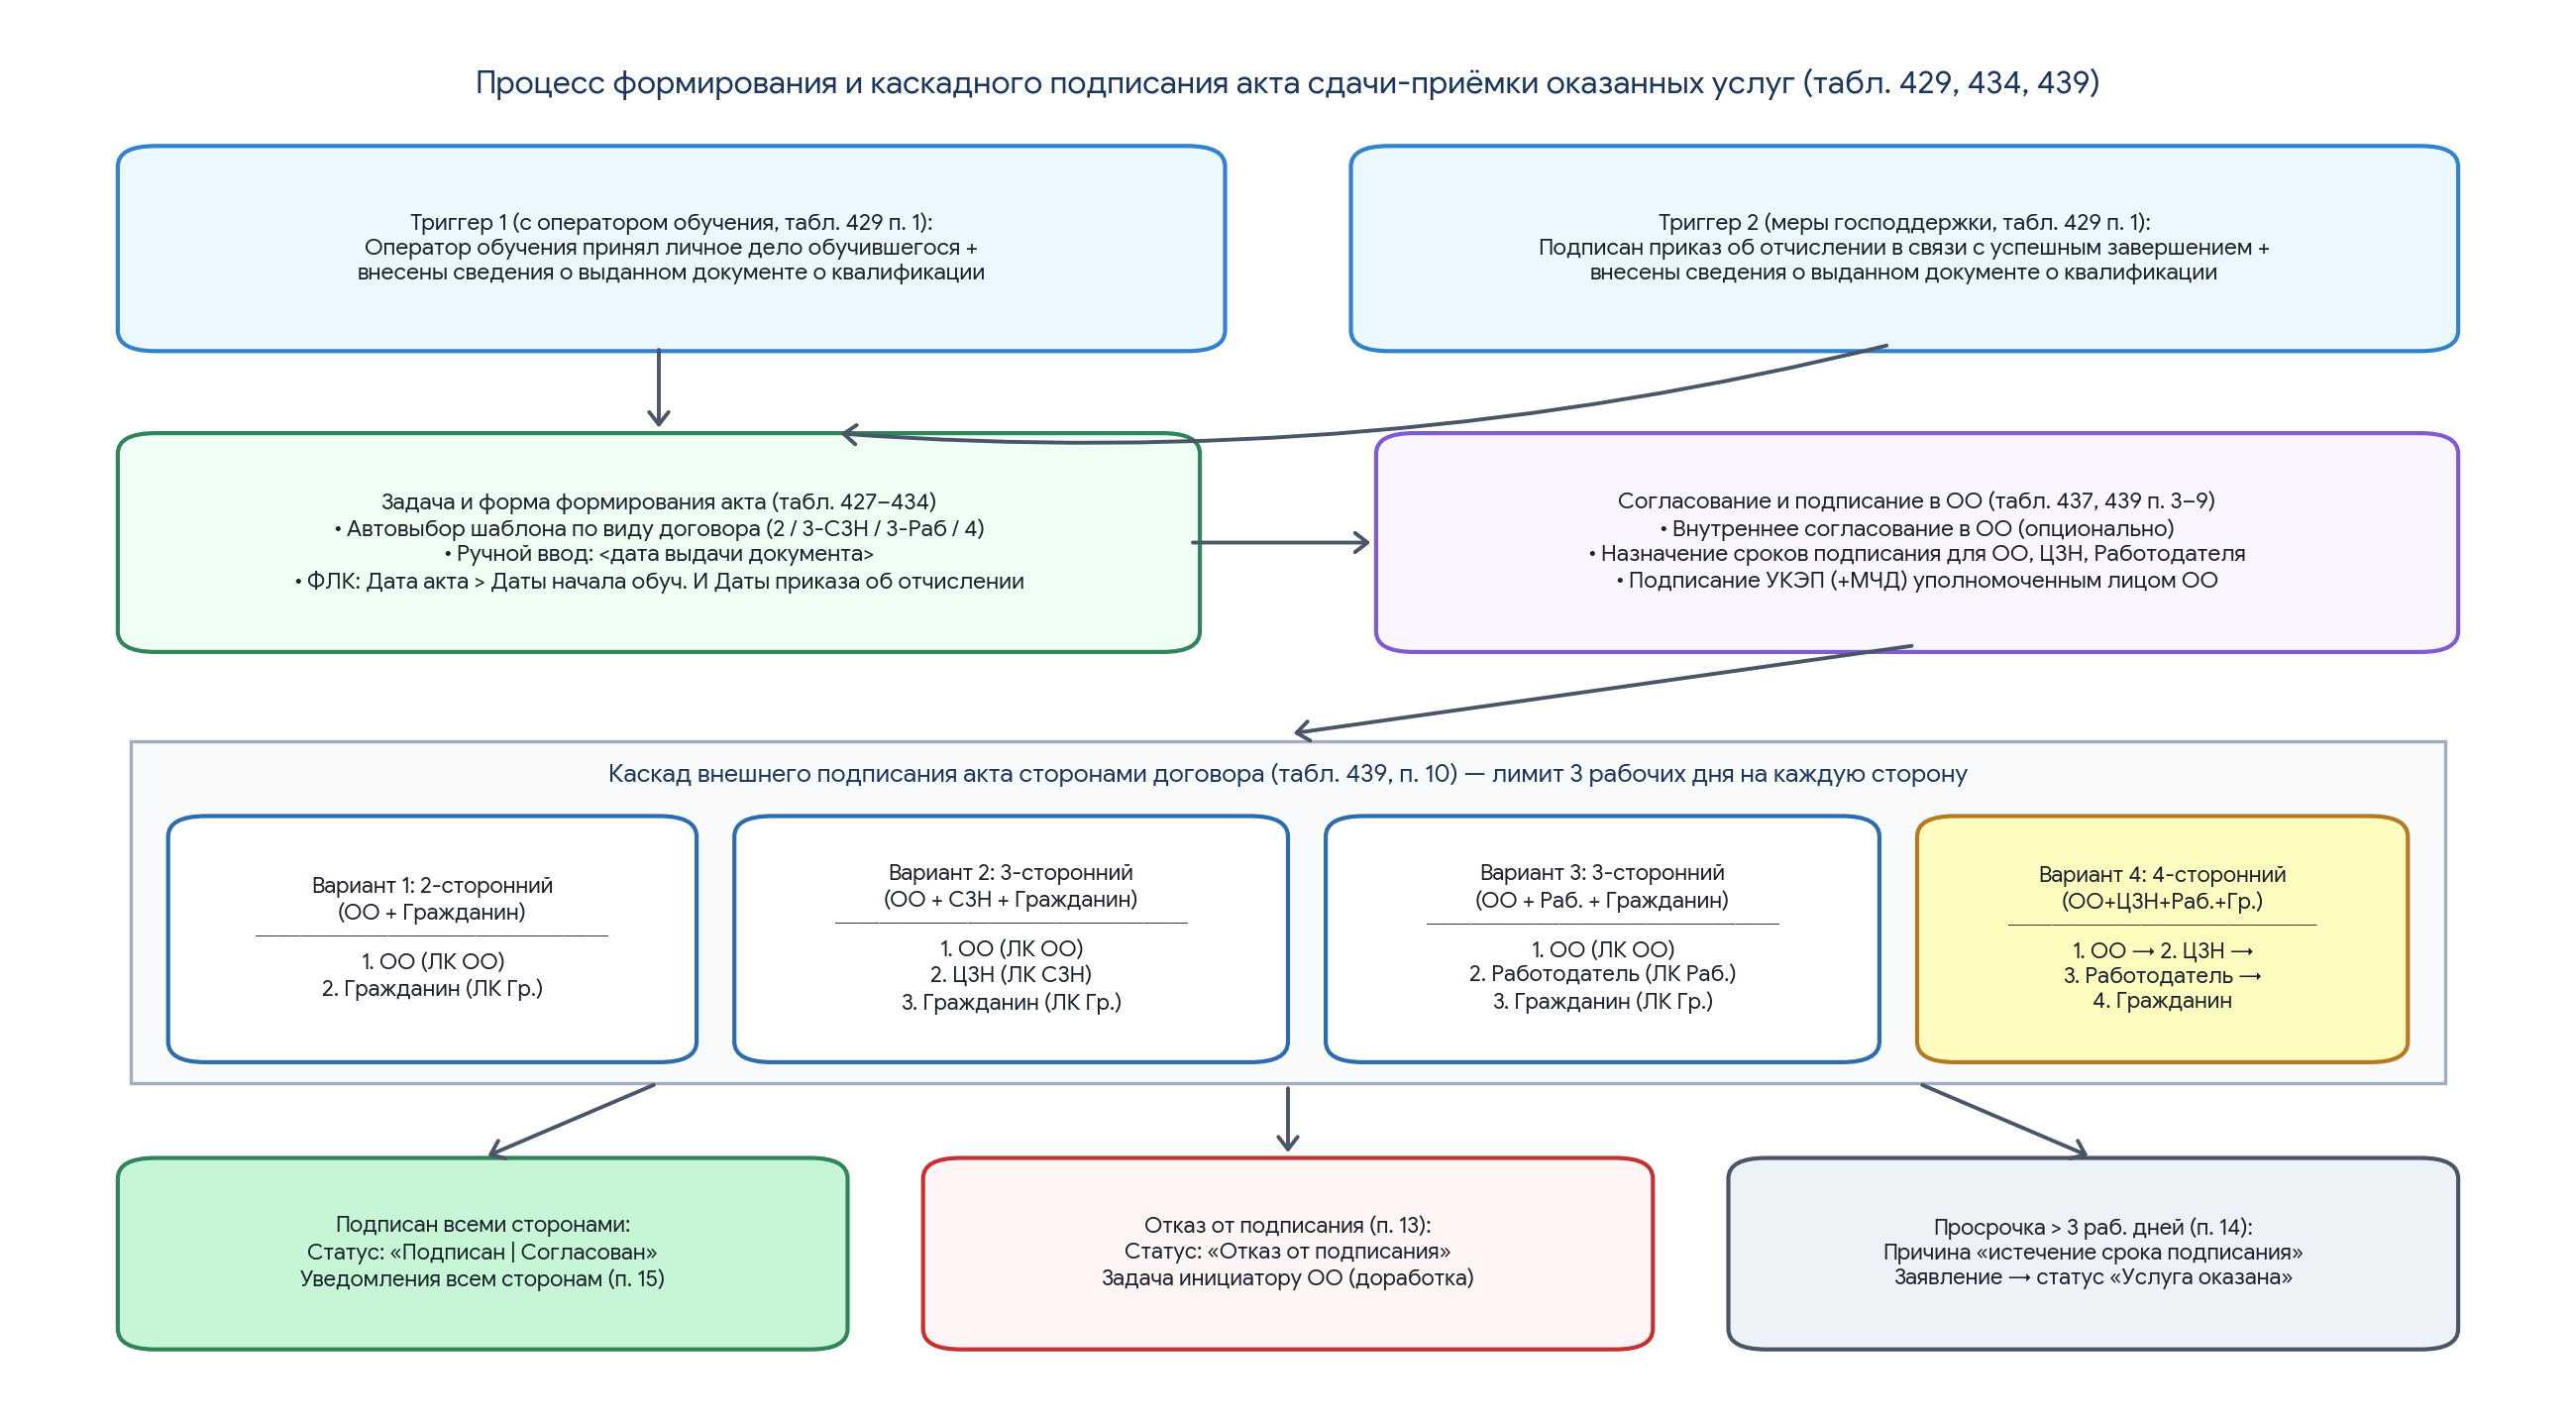 Процесс формирования и каскадного подписания акта сдачи-приёмки оказанных услуг (табл. 429, 434, 439)
Триггер 1 (с оператором обучения, табл. 429 п. 1):
Оператор обучения принял личное дело обучившегося +
внесены сведения о выданном документе о квалификации
Триггер 2 (меры господдержки, табл. 429 п. 1):
Подписан приказ об отчислении в связи с успешным завершением +
внесены сведения о выданном документе о квалификации
Задача и форма формирования акта (табл. 427–434)
• Автовыбор шаблона по виду договора (2 / 3-СЗН / 3-Раб / 4)
• Ручной ввод: <дата выдачи документа>
• ФЛК: Дата акта > Даты начала обуч. И Даты приказа об отчислении
Согласование и подписание в ОО (табл. 437, 439 п. 3–9)
• Внутреннее согласование в ОО (опционально)
• Назначение сроков подписания для ОО, ЦЗН, Работодателя
• Подписание УКЭП (+МЧД) уполномоченным лицом ОО
Каскад внешнего подписания акта сторонами договора (табл. 439, п. 10) — лимит 3 рабочих дня на каждую сторону
Вариант 1: 2-сторонний
(ОО + Гражданин)
1. ОО (ЛК ОО)
2. Гражданин (ЛК Гр.)
Вариант 2: 3-сторонний
(ОО + СЗН + Гражданин)
1. ОО (ЛК ОО)
2. ЦЗН (ЛК СЗН)
3. Гражданин (ЛК Гр.)
Вариант 3: 3-сторонний
(ОО + Раб. + Гражданин)
1. ОО (ЛК ОО)
2. Работодатель (ЛК Раб.)
3. Гражданин (ЛК Гр.)
Вариант 4: 4-сторонний
(ОО+ЦЗН+Раб.+Гр.)
1. ОО → 2. ЦЗН →
3. Работодатель →
4. Гражданин
Подписан всеми сторонами:
Статус: «Подписан | Согласован»
Уведомления всем сторонам (п. 15)
Отказ от подписания (п. 13):
Статус: «Отказ от подписания»
Задача инициатору ОО (доработка)
Просрочка > 3 раб. дней (п. 14):
Причина «истечение срока подписания»
Заявление → статус «Услуга оказана»